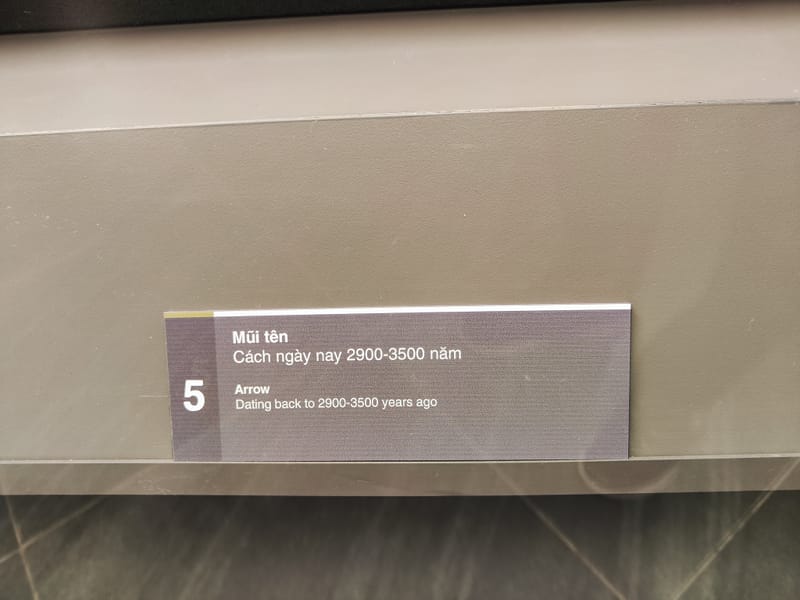 5
Mũi tên
Cách ngày nay 2900-3500 năm
Arrow
Dating back to 2900-3500 years ago